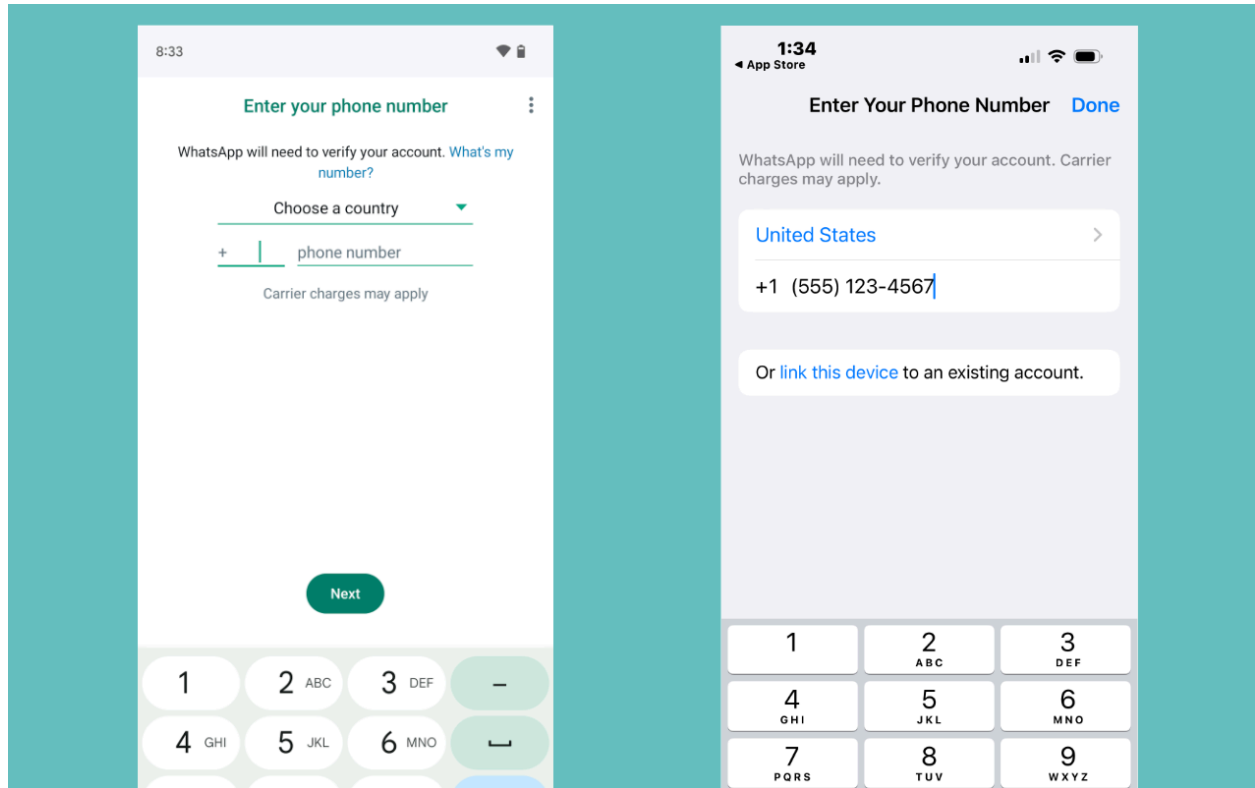 8:33
Enter your phone number
WhatsApp will need to verify your account. What's my
number?
Choose a country
+ phone number
Carrier charges may apply
Next
1 2 ABC 3 DEF –
4 GHI 5 JKL 6 MNO
1:34
◀ App Store
Enter Your Phone Number Done
WhatsApp will need to verify your account. Carrier
charges may apply.
United States
+1 (555) 123-4567
Or link this device to an existing account.
1 2 3
ABC DEF
4 5 6
GHI JKL MNO
7 8 9
PQRS TUV WXYZ